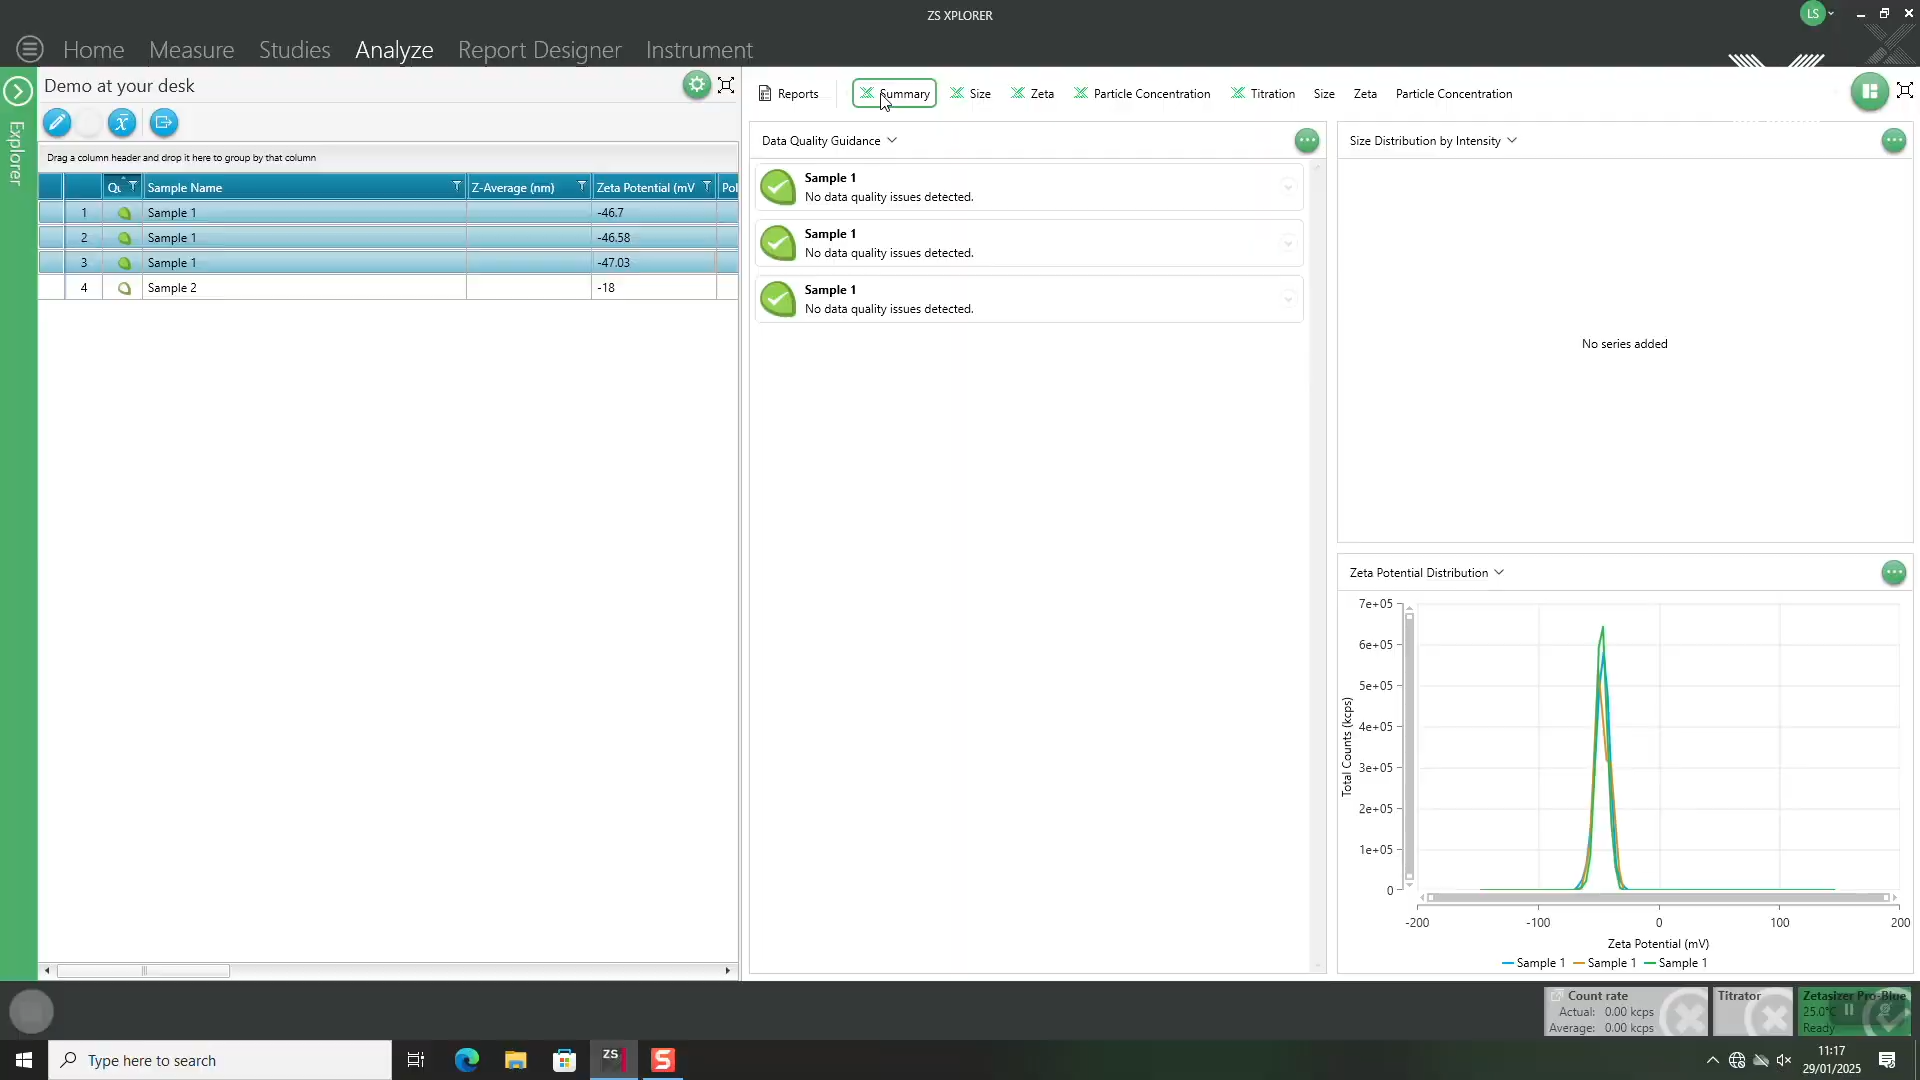 ZS XPLORER
LS
Home Measure Studies Analyze Report Designer Instrument
Explorer
Demo at your desk
Drag a column header and drop it here to group by that column
Qu Sample Name Z-Average (nm) Zeta Potential (mV Pol
1 Sample 1 -46.7
2 Sample 1 -46.58
3 Sample 1 -47.03
4 Sample 2 -18
Reports Summary Size Zeta Particle Concentration Titration Size Zeta Particle Concentration
Data Quality Guidance
Sample 1
No data quality issues detected.
Sample 1
No data quality issues detected.
Sample 1
No data quality issues detected.
Size Distribution by Intensity
No series added
Zeta Potential Distribution
Total Counts (kcps)
7e+05
6e+05
5e+05
4e+05
3e+05
2e+05
1e+05
0
-200 -100 0 100 200
Zeta Potential (mV)
Sample 1 Sample 1 Sample 1
Count rate
Actual: 0.00 kcps
Average: 0.00 kcps
Titrator
Zetasizer Pro-Blue
25.0°C
Ready
Type here to search
ZS
S
11:17
29/01/2025